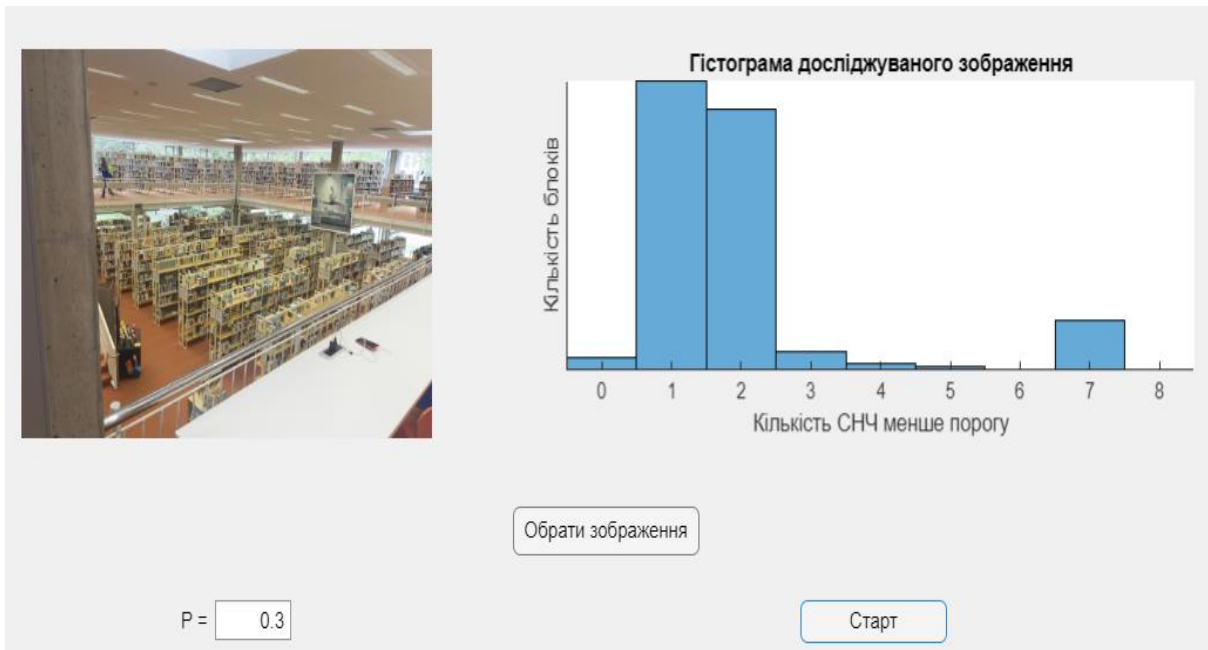 Гістограма досліджуваного зображення
Кількість блоків
0 1 2 3 4 5 6 7 8
Кількість СНЧ менше порогу
Обрати зображення
P = 0.3
Старт